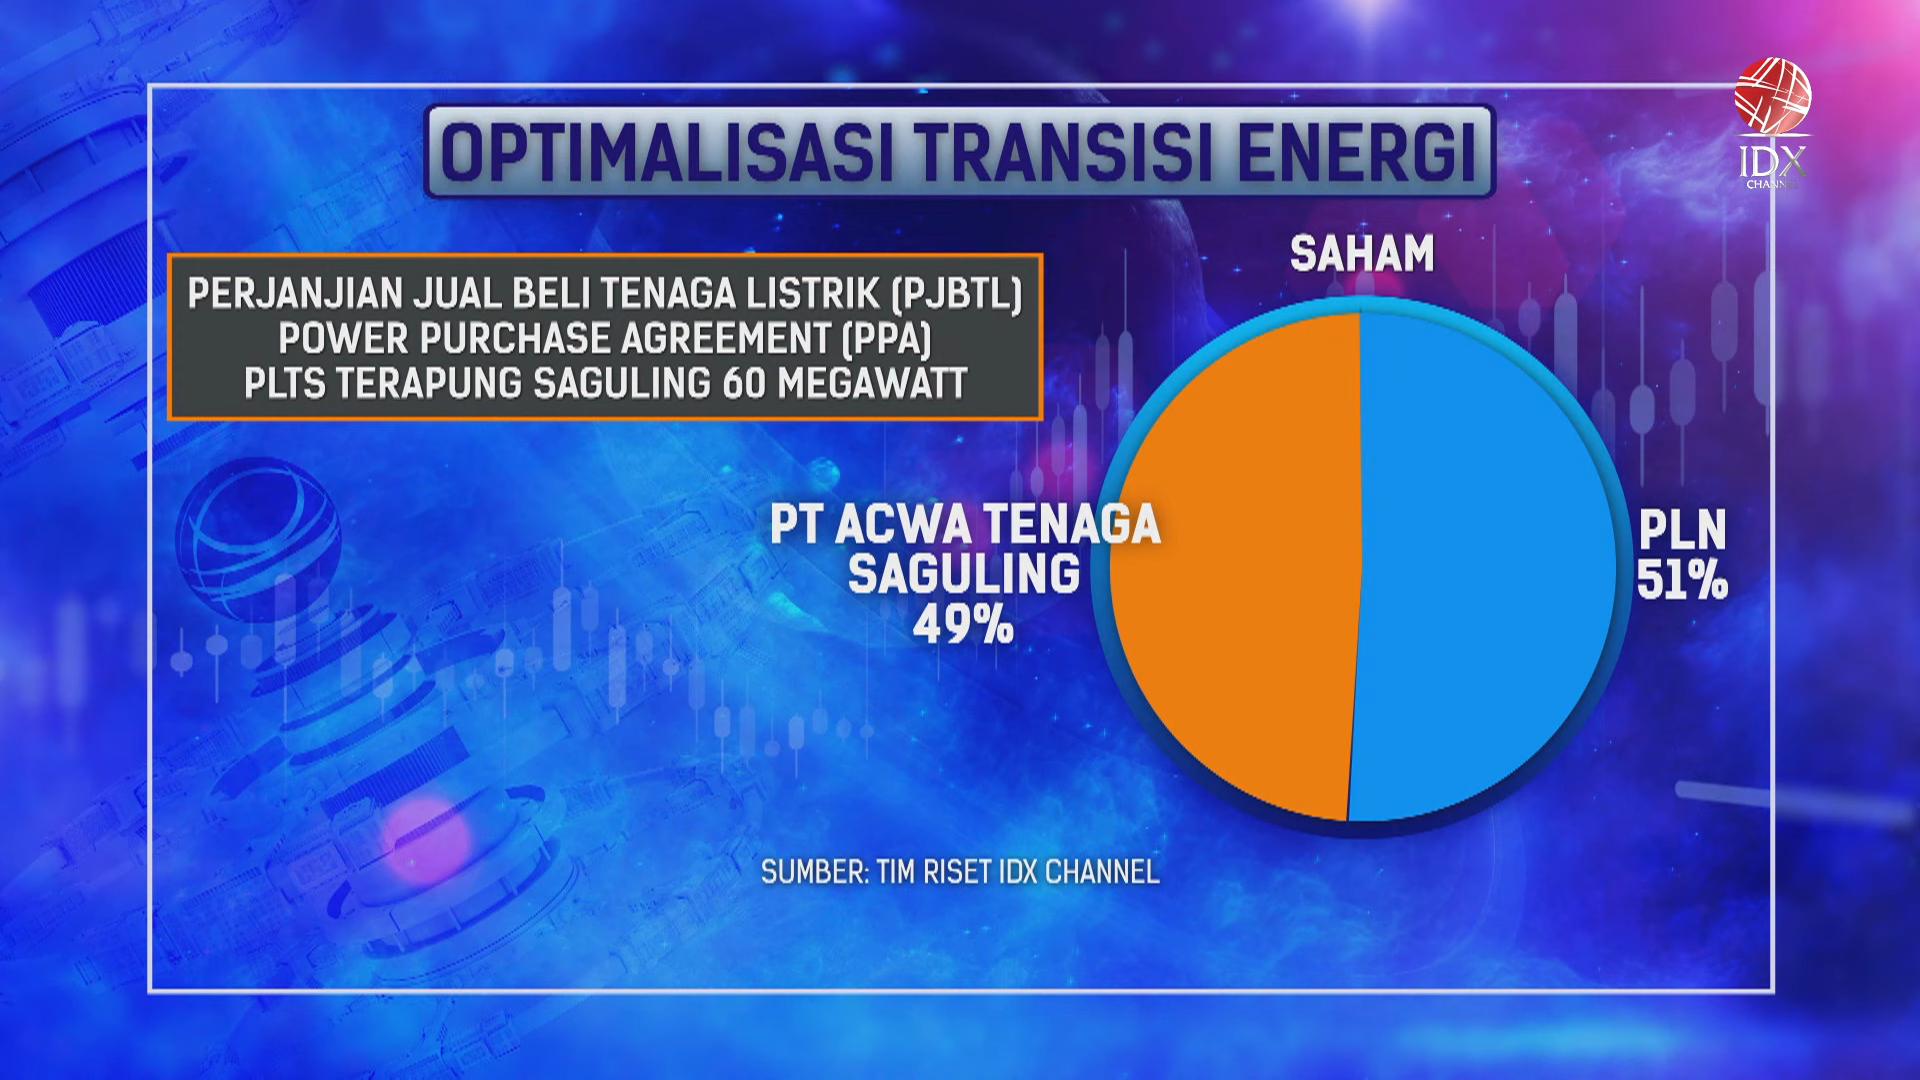 OPTIMALISASI TRANSISI ENERGI
IDX
CHANNEL
PERJANJIAN JUAL BELI TENAGA LISTRIK (PJBTL)
POWER PURCHASE AGREEMENT (PPA)
PLTS TERAPUNG SAGULING 60 MEGAWATT
SAHAM
PT ACWA TENAGA
SAGULING
49%
PLN
51%
SUMBER: TIM RISET IDX CHANNEL